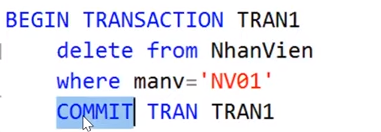 BEGIN TRANSACTION TRAN1
delete from NhanVien
where manv='NV01'
COMMIT TRAN TRAN1